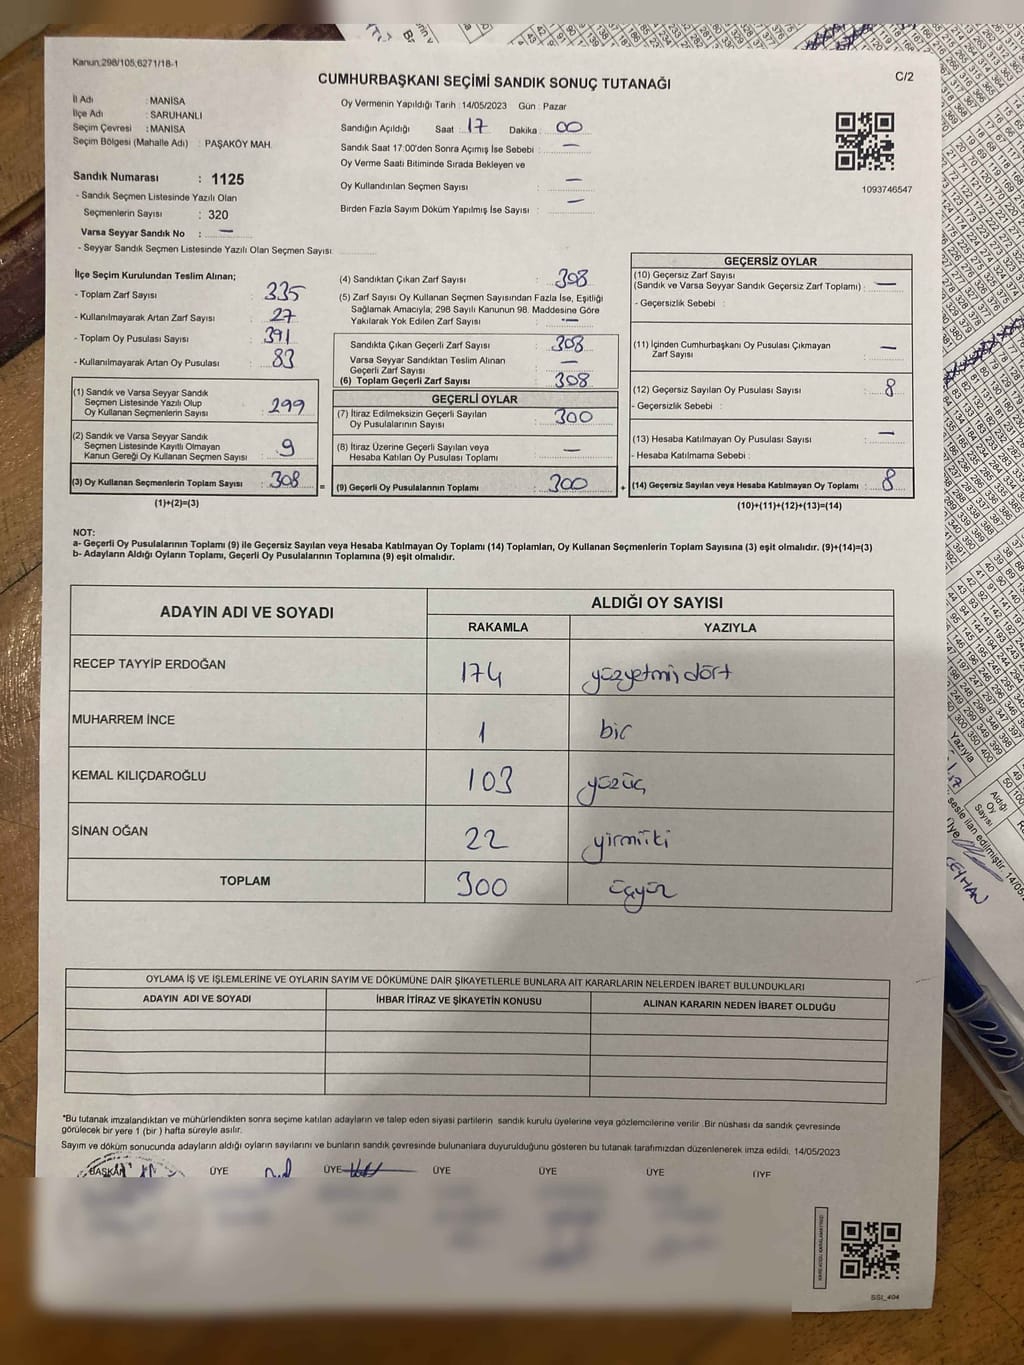 Kanun;298/105,6271/18-1
C/2
CUMHURBAŞKANI SEÇİMİ SANDIK SONUÇ TUTANAĞI
İl Adı : MANİSA
İlçe Adı : SARUHANLI
Seçim Çevresi : MANİSA
Seçim Bölgesi (Mahalle Adı) : PAŞAKÖY MAH.
Sandık Numarası : 1125
- Sandık Seçmen Listesinde Yazılı Olan
Seçmenlerin Sayısı : 320
Varsa Seyyar Sandık No : —
- Seyyar Sandık Seçmen Listesinde Yazılı Olan Seçmen Sayısı:
Oy Vermenin Yapıldığı Tarih : 14/05/2023 Gün : Pazar
Sandığın Açıldığı Saat : 17 Dakika : 00
Sandık Saat 17:00'den Sonra Açımış İse Sebebi : —
Oy Verme Saati Bitiminde Sırada Bekleyen ve
Oy Kullandırılan Seçmen Sayısı : —
Birden Fazla Sayım Döküm Yapılmış İse Sayısı : —
1093746547
İlçe Seçim Kurulundan Teslim Alınan;
- Toplam Zarf Sayısı : 335
- Kullanılmayarak Artan Zarf Sayısı : 27
- Toplam Oy Pusulası Sayısı : 391
- Kullanılmayarak Artan Oy Pusulası : 83
(1) Sandık ve Varsa Seyyar Sandık
Seçmen Listesinde Yazılı Olup
Oy Kullanan Seçmenlerin Sayısı : 299
(2) Sandık ve Varsa Seyyar Sandık
Seçmen Listesinde Kayıtlı Olmayan
Kanun Gereği Oy Kullanan Seçmen Sayısı : 9
(3) Oy Kullanan Seçmenlerin Toplam Sayısı : 308
(1)+(2)=(3)
=
(4) Sandıktan Çıkan Zarf Sayısı : 308
(5) Zarf Sayısı Oy Kullanan Seçmen Sayısından Fazla İse, Eşitliği
Sağlamak Amacıyla; 298 Sayılı Kanunun 98. Maddesine Göre
Yakılarak Yok Edilen Zarf Sayısı : —
Sandıkta Çıkan Geçerli Zarf Sayısı : 308
Varsa Seyyar Sandıktan Teslim Alınan
Geçerli Zarf Sayısı : —
(6) Toplam Geçerli Zarf Sayısı : 308
GEÇERLİ OYLAR
(7) İtiraz Edilmeksizin Geçerli Sayılan
Oy Pusulalarının Sayısı : 300
(8) İtiraz Üzerine Geçerli Sayılan veya
Hesaba Katılan Oy Pusulası Toplamı : —
(9) Geçerli Oy Pusulalarının Toplamı : 300
+
GEÇERSİZ OYLAR
(10) Geçersiz Zarf Sayısı
(Sandık ve Varsa Seyyar Sandık Geçersiz Zarf Toplamı) : —
- Geçersizlik Sebebi :
(11) İçinden Cumhurbaşkanı Oy Pusulası Çıkmayan
Zarf Sayısı : —
(12) Geçersiz Sayılan Oy Pusulası Sayısı : 8
- Geçersizlik Sebebi :
(13) Hesaba Katılmayan Oy Pusulası Sayısı : —
- Hesaba Katılmama Sebebi :
(14) Geçersiz Sayılan veya Hesaba Katılmayan Oy Toplamı : 8
(10)+(11)+(12)+(13)=(14)
NOT:
a- Geçerli Oy Pusulalarının Toplamı (9) ile Geçersiz Sayılan veya Hesaba Katılmayan Oy Toplamı (14) Toplamları, Oy Kullanan Seçmenlerin Toplam Sayısına (3) eşit olmalıdır. (9)+(14)=(3)
b- Adayların Aldığı Oyların Toplamı, Geçerli Oy Pusulalarının Toplamına (9) eşit olmalıdır.
ADAYIN ADI VE SOYADI ALDIĞI OY SAYISI
RAKAMLA YAZIYLA
RECEP TAYYİP ERDOĞAN 174 yüzyetmiş dört
MUHARREM İNCE 1 bir
KEMAL KILIÇDAROĞLU 103 yüzüç
SİNAN OĞAN 22 yirmiiki
TOPLAM 300 üçyüz
OYLAMA İŞ VE İŞLEMLERİNE VE OYLARIN SAYIM VE DÖKÜMÜNE DAİR ŞİKAYETLERLE BUNLARA AİT KARARLARIN NELERDEN İBARET BULUNDUKLARI
ADAYIN ADI VE SOYADI İHBAR İTİRAZ VE ŞİKAYETİN KONUSU ALINAN KARARIN NEDEN İBARET OLDUĞU
*Bu tutanak imzalandıktan ve mühürlendikten sonra seçime katılan adayların ve talep eden siyasi partilerin sandık kurulu üyelerine veya gözlemcilerine verilir .Bir nüshası da sandık çevresinde
görülecek bir yere 1 (bir ) hafta süreyle asılır.
Sayım ve döküm sonucunda adayların aldığı oyların sayılarını ve bunların sandık çevresinde bulunanlara duyurulduğunu gösteren bu tutanak tarafımızdan düzenlenerek imza edildi. 14/05/2023
BAŞKAN ÜYE ÜYE ÜYE ÜYE ÜYE ÜYE
SSI_404
Yazıyla
Aldığı
Oy
Sayısı
sesle ilan edilmiştir. 14/05/
Üye
CEYHAN